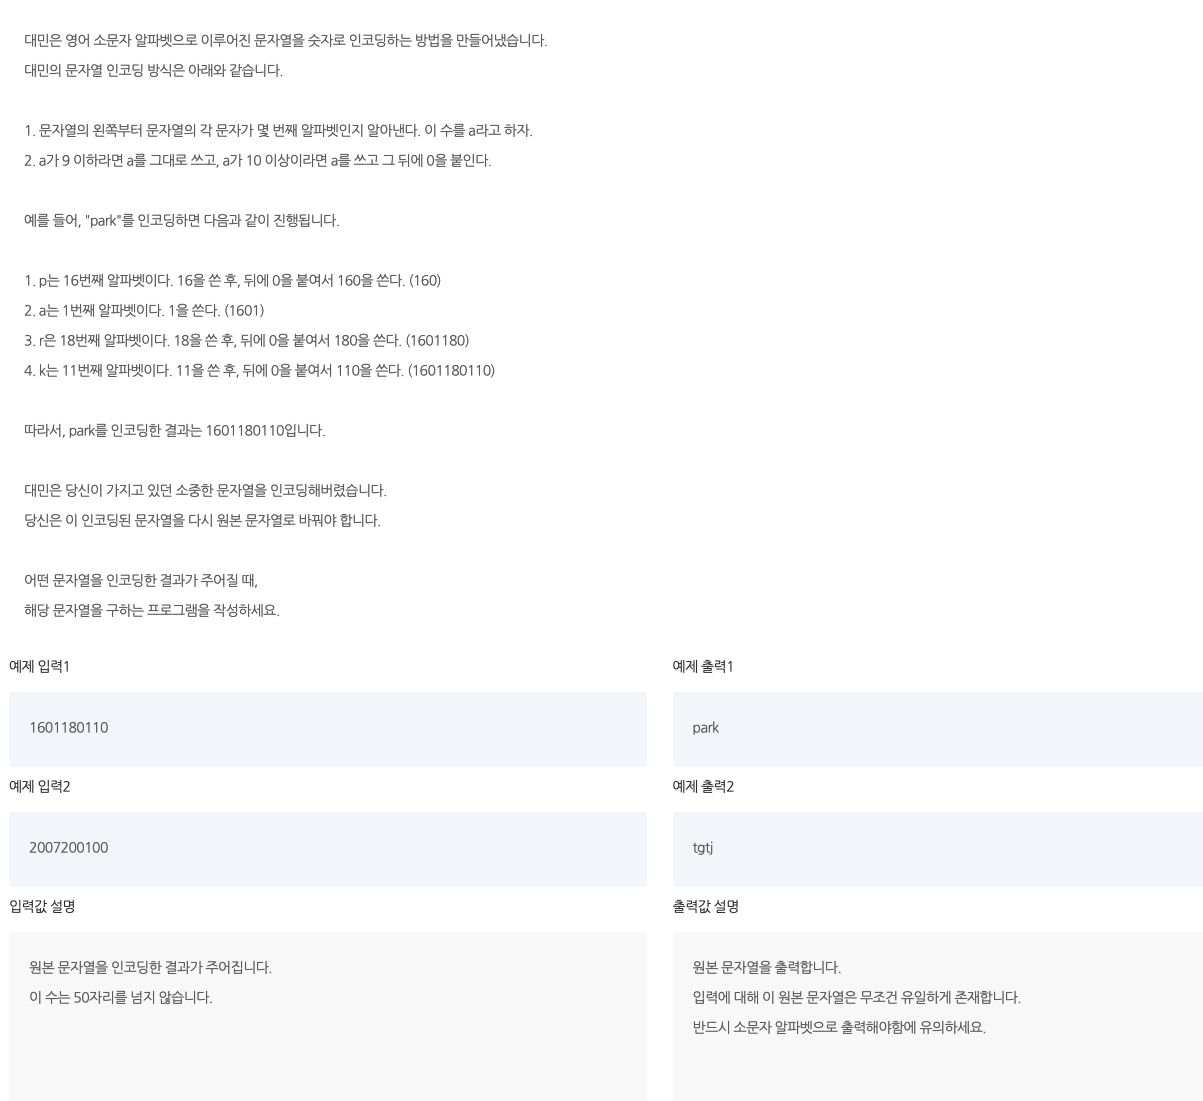 대민은 영어 소문자 알파벳으로 이루어진 문자열을 숫자로 인코딩하는 방법을 만들어냈습니다.
대민의 문자열 인코딩 방식은 아래와 같습니다.
1. 문자열의 왼쪽부터 문자열의 각 문자가 몇 번째 알파벳인지 알아낸다. 이 수를 a라고 하자.
2. a가 9 이하라면 a를 그대로 쓰고, a가 10 이상이라면 a를 쓰고 그 뒤에 0을 붙인다.
예를 들어, "park"를 인코딩하면 다음과 같이 진행됩니다.
1. p는 16번째 알파벳이다. 16을 쓴 후, 뒤에 0을 붙여서 160을 쓴다. (160)
2. a는 1번째 알파벳이다. 1을 쓴다. (1601)
3. r은 18번째 알파벳이다. 18을 쓴 후, 뒤에 0을 붙여서 180을 쓴다. (1601180)
4. k는 11번째 알파벳이다. 11을 쓴 후, 뒤에 0을 붙여서 110을 쓴다. (1601180110)
따라서, park를 인코딩한 결과는 1601180110입니다.
대민은 당신이 가지고 있던 소중한 문자열을 인코딩해버렸습니다.
당신은 이 인코딩된 문자열을 다시 원본 문자열로 바꿔야 합니다.
어떤 문자열을 인코딩한 결과가 주어질 때,
해당 문자열을 구하는 프로그램을 작성하세요.
예제 입력1
예제 출력1
1601180110
park
예제 입력2
예제 출력2
2007200100
tgtj
입력값 설명
출력값 설명
원본 문자열을 인코딩한 결과가 주어집니다.
이 수는 50자리를 넘지 않습니다.
원본 문자열을 출력합니다.
입력에 대해 이 원본 문자열은 무조건 유일하게 존재합니다.
반드시 소문자 알파벳으로 출력해야함에 유의하세요.